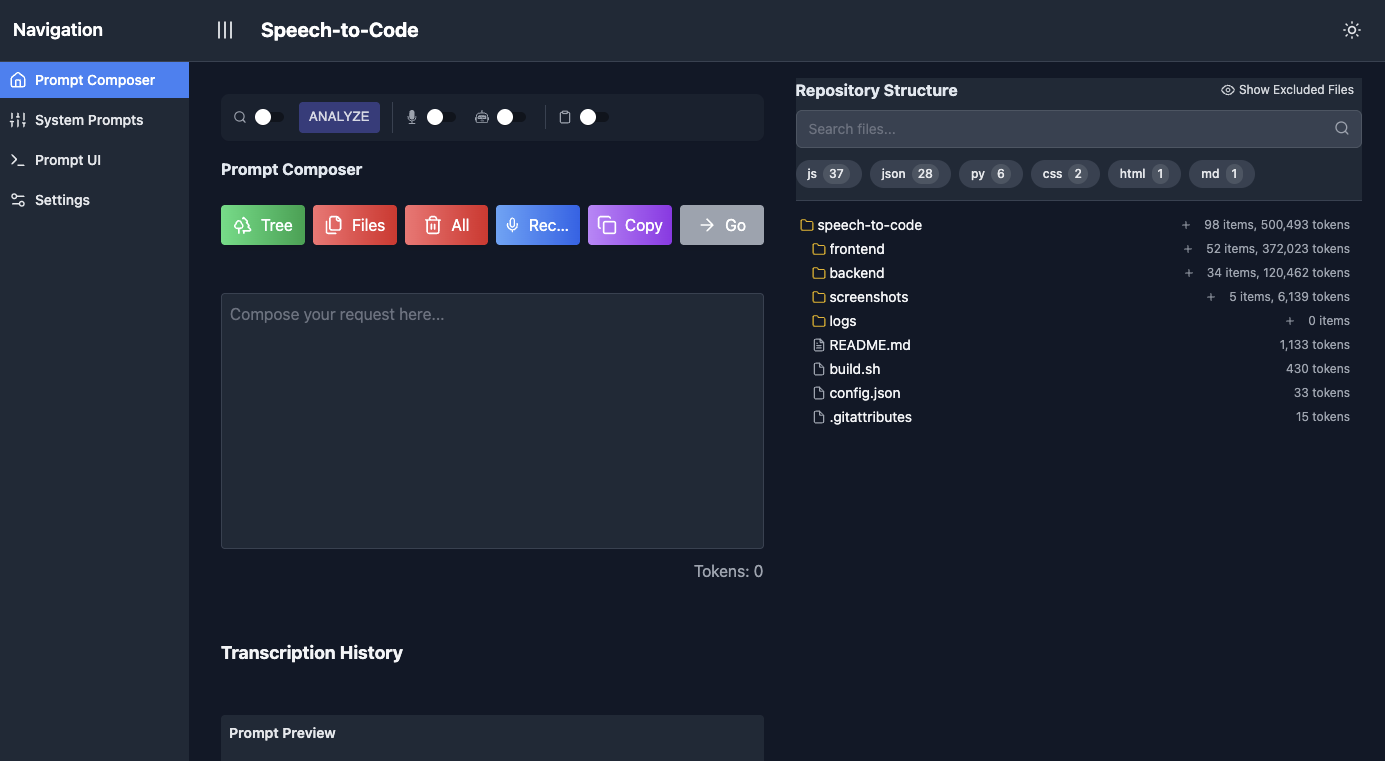 Navigation
Speech-to-Code
Prompt Composer
System Prompts
Prompt UI
Settings
ANALYZE
Prompt Composer
Tree Files All Rec... Copy Go
Compose your request here...
Tokens: 0
Transcription History
Prompt Preview
Repository Structure Show Excluded Files
Search files...
js 37 json 28 py 6 css 2 html 1 md 1
speech-to-code + 98 items, 500,493 tokens
frontend + 52 items, 372,023 tokens
backend + 34 items, 120,462 tokens
screenshots + 5 items, 6,139 tokens
logs + 0 items
README.md 1,133 tokens
build.sh 430 tokens
config.json 33 tokens
.gitattributes 15 tokens